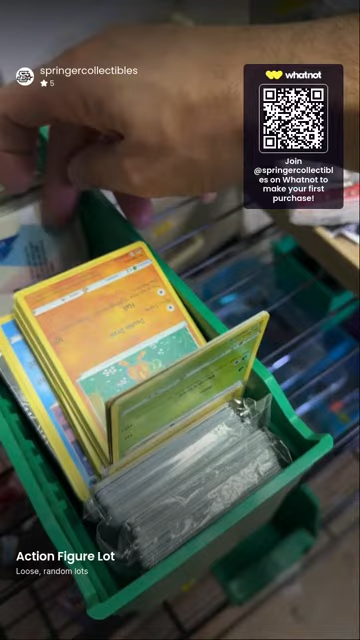 springercollectibles
★ 5
whatnot
Join
@springercollectibl
es on Whatnot to
make your first
purchase!
Action Figure Lot
Loose, random lots